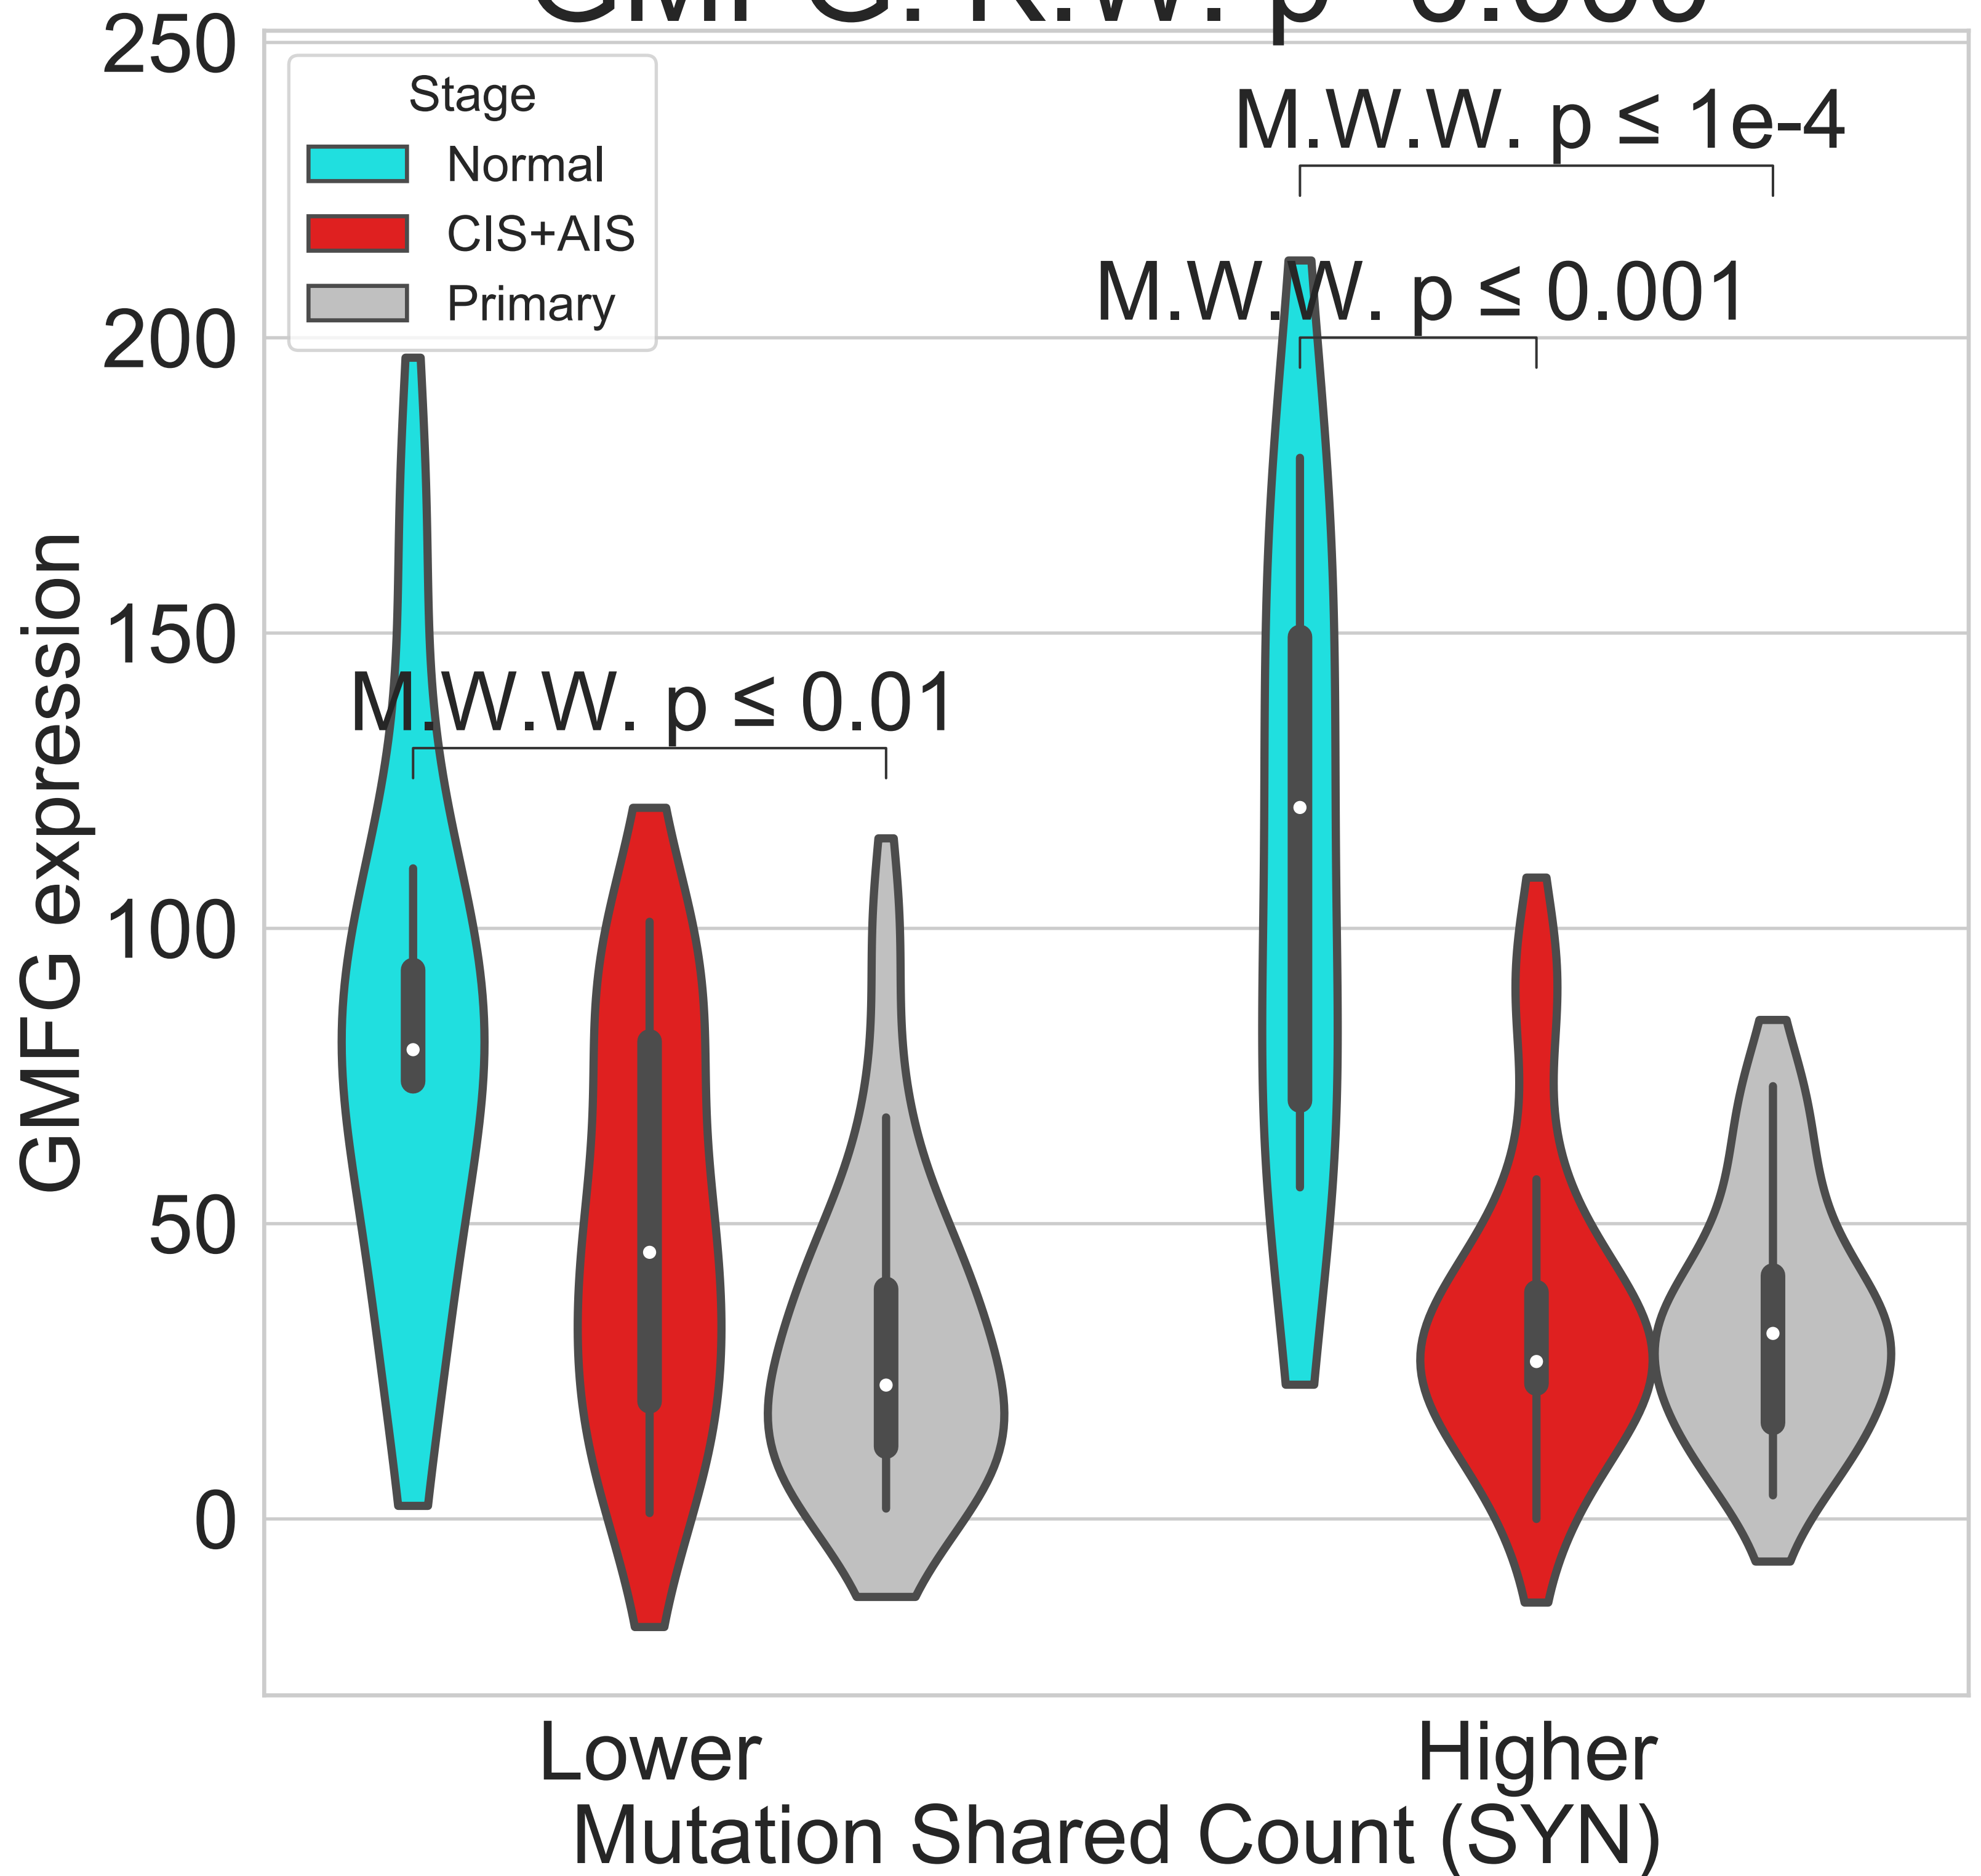 250
200
150
100
50
0
GMFG expression
Stage
Normal
CIS+AIS
Primary
M.W.W. p ≤ 1e-4
M.W.W. p ≤ 0.001
M.W.W. p ≤ 0.01
Lower
Higher
Mutation Shared Count (SYN)